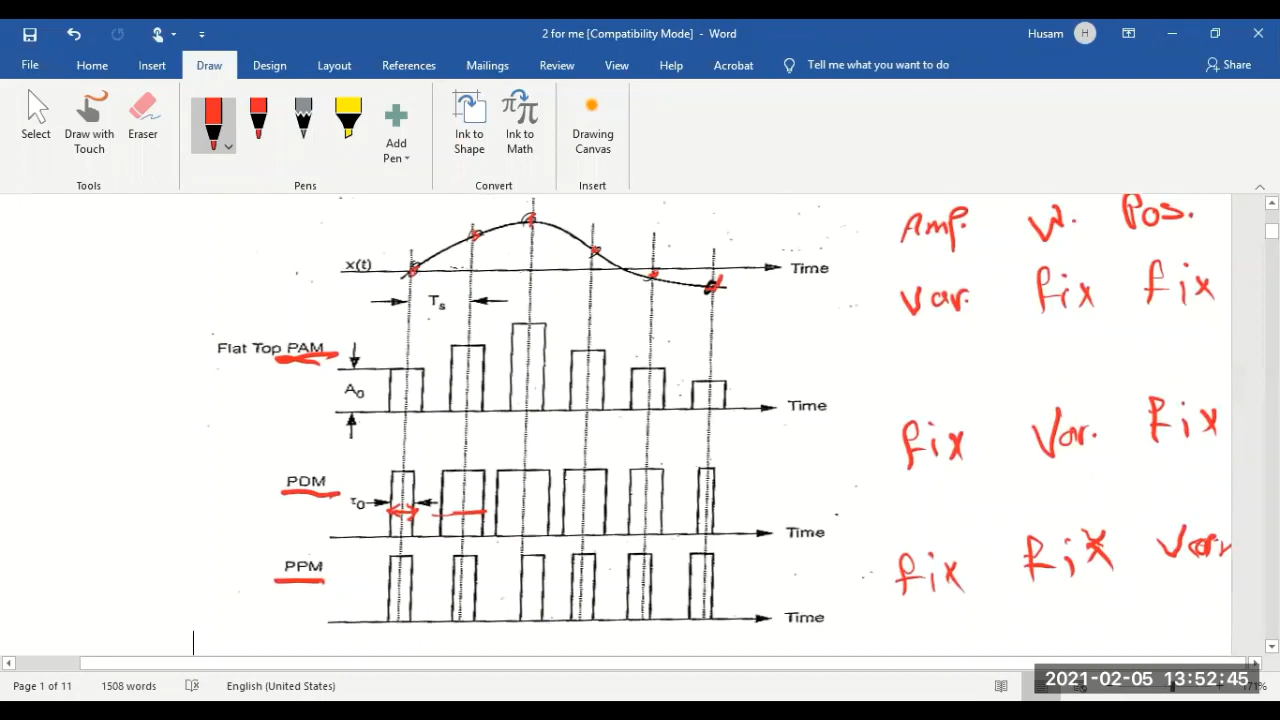 2 for me [Compatibility Mode] - Word
Husam H
File Home Insert Draw Design Layout References Mailings Review View Help Acrobat Tell me what you want to do Share
Select Draw with Touch Eraser Add Pen Ink to Shape Ink to Math Drawing Canvas
Tools Pens Convert Insert
Amp. W. Pos.
x(t) Time
Ts
var. fix fix
Flat Top PAM
A0
Time
fix Var. fix
PDM
τ0
Time
PPM
fix fix Var
Time
Page 1 of 11 1508 words English (United States)
2021-02-05 13:52:45
171%